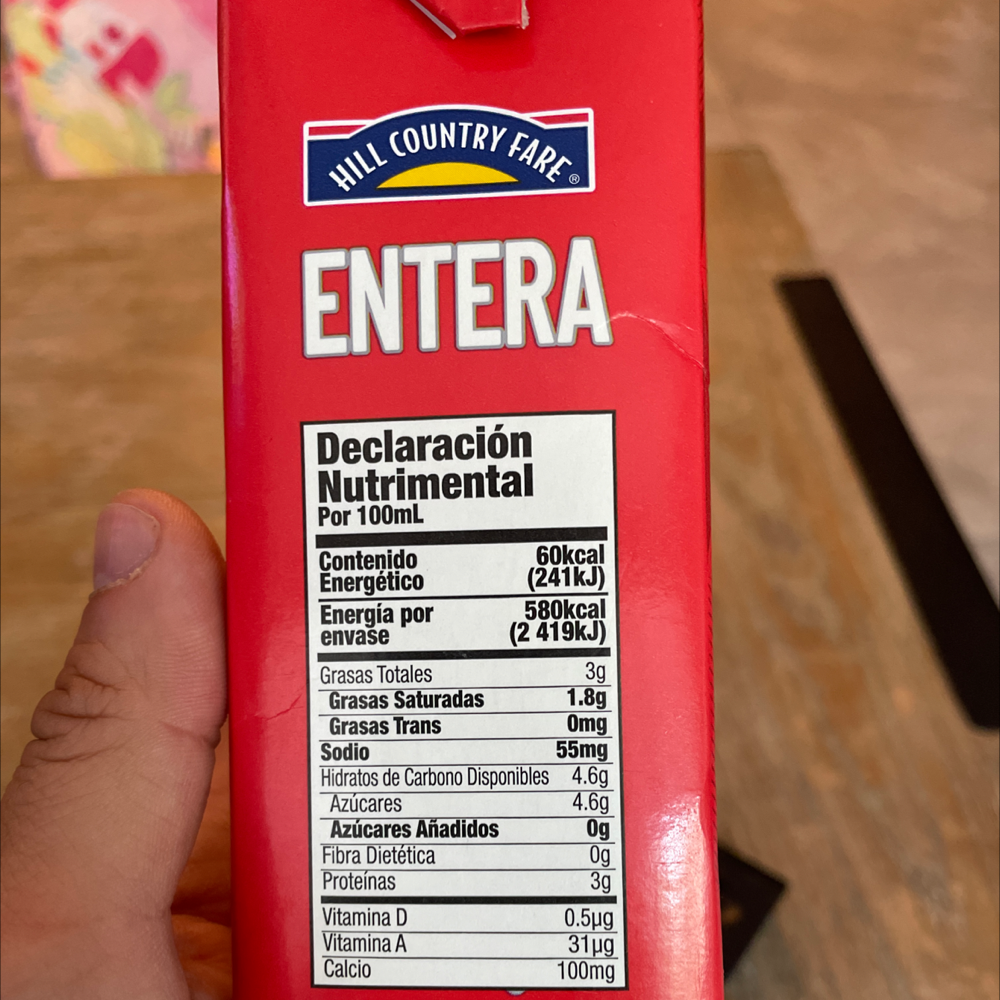 HILL COUNTRY FARE®
ENTERA
Declaración
Nutrimental
Por 100mL
Contenido Energético 60kcal (241kJ)
Energía por envase 580kcal (2 419kJ)
Grasas Totales 3g
Grasas Saturadas 1.8g
Grasas Trans 0mg
Sodio 55mg
Hidratos de Carbono Disponibles 4.6g
Azúcares 4.6g
Azúcares Añadidos 0g
Fibra Dietética 0g
Proteínas 3g
Vitamina D 0.5µg
Vitamina A 31µg
Calcio 100mg